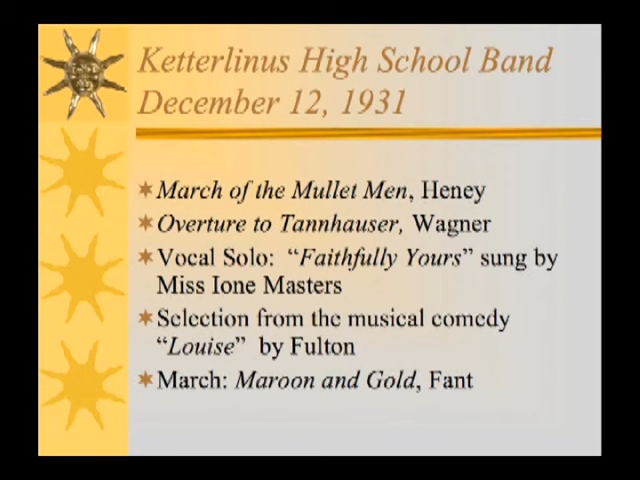 Ketterlinus High School Band
December 12, 1931
March of the Mullet Men, Heney
Overture to Tannhauser, Wagner
Vocal Solo: “Faithfully Yours” sung by
Miss Ione Masters
Selection from the musical comedy
“Louise” by Fulton
March: Maroon and Gold, Fant